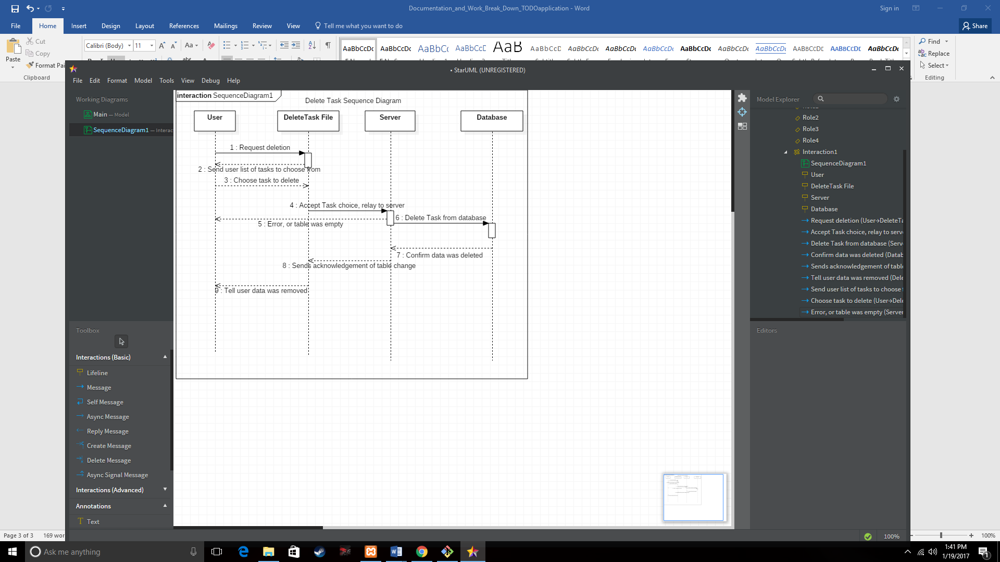 Documentation_and_Work_Break_Down_TODOapplication - Word
Sign in
File Home Insert Design Layout References Mailings Review View Tell me what you want to do
Share
Cut
Copy
Format Pai
Paste
Clipboard
Calibri (Body) 11
AaBbCcDc AaBbCcDc AaBbCc AaBbCcD AaB AaBbCcD AaBbCcDc AaBbCcDc AaBbCcDc AaBbCcDc AaBbCcDc AaBbCcDc AABBCCDE AABBCCDE AaBbCcDc
Find
Replace
Select
Editing
• StarUML (UNREGISTERED)
File Edit Format Model Tools View Debug Help
Working Diagrams
Main — Model
SequenceDiagram1 — Interac
Toolbox
Interactions (Basic)
Lifeline
Message
Self Message
Async Message
Reply Message
Create Message
Delete Message
Async Signal Message
Interactions (Advanced)
Annotations
Text
interaction SequenceDiagram1
Delete Task Sequence Diagram
User
DeleteTask File
Server
Database
1 : Request deletion
2 : Send user list of tasks to choose from
3 : Choose task to delete
4 : Accept Task choice, relay to server
6 : Delete Task from database
5 : Error, or table was empty
7 : Confirm data was deleted
8 : Sends acknowledgement of table change
9 : Tell user data was removed
Model Explorer
Role2
Role3
Role4
Interaction1
SequenceDiagram1
User
DeleteTask File
Server
Database
Request deletion (User→DeleteTa
Accept Task choice, relay to serve
Delete Task from database (Serv
Confirm data was deleted (Datab
Sends acknowledgement of table
Tell user data was removed (Dele
Send user list of tasks to choose
Choose task to delete (User→Dele
Error, or table was empty (Server
Editors
100%
Page 3 of 3 169 wor
100%
Ask me anything
1:41 PM
1/19/2017
1